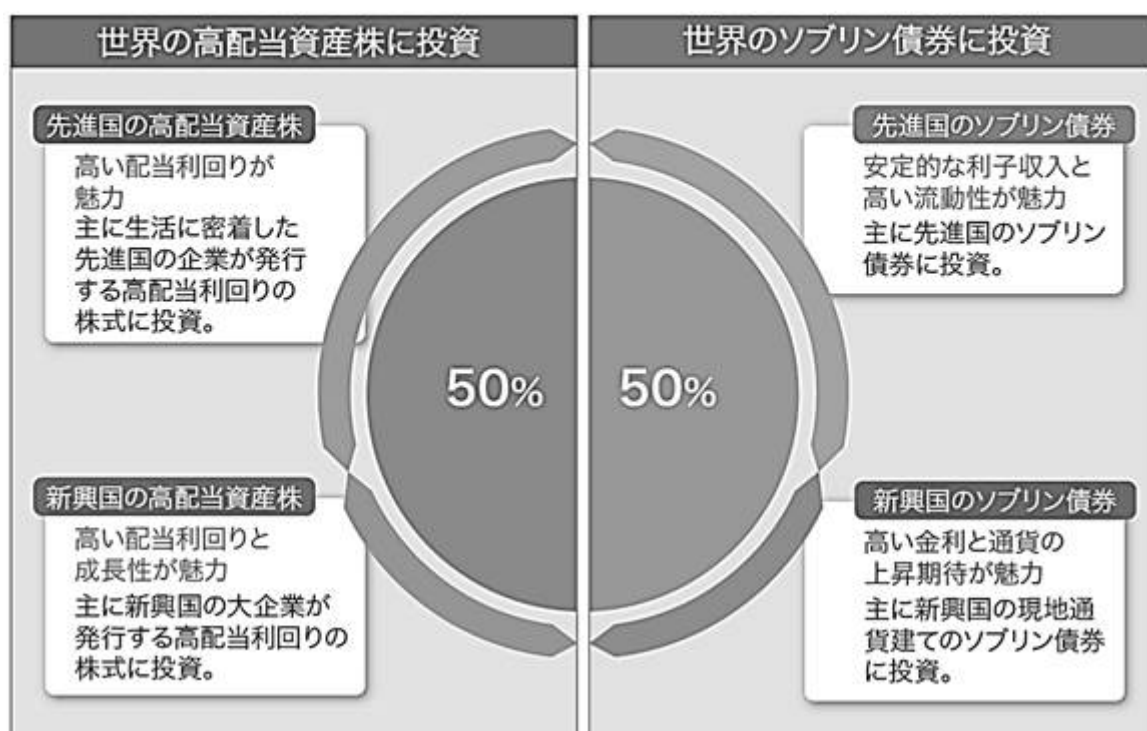 世界の高配当資産株に投資
先進国の高配当資産株
高い配当利回りが
魅力
主に生活に密着した
先進国の企業が発行
する高配当利回りの
株式に投資。
50%
新興国の高配当資産株
高い配当利回りと
成長性が魅力
主に新興国の大企業が
発行する高配当利回りの
株式に投資。
世界のソブリン債券に投資
先進国のソブリン債券
安定的な利子収入と
高い流動性が魅力
主に先進国のソブリン
債券に投資。
50%
新興国のソブリン債券
高い金利と通貨の
上昇期待が魅力
主に新興国の現地通
貨建てのソブリン債券
に投資。